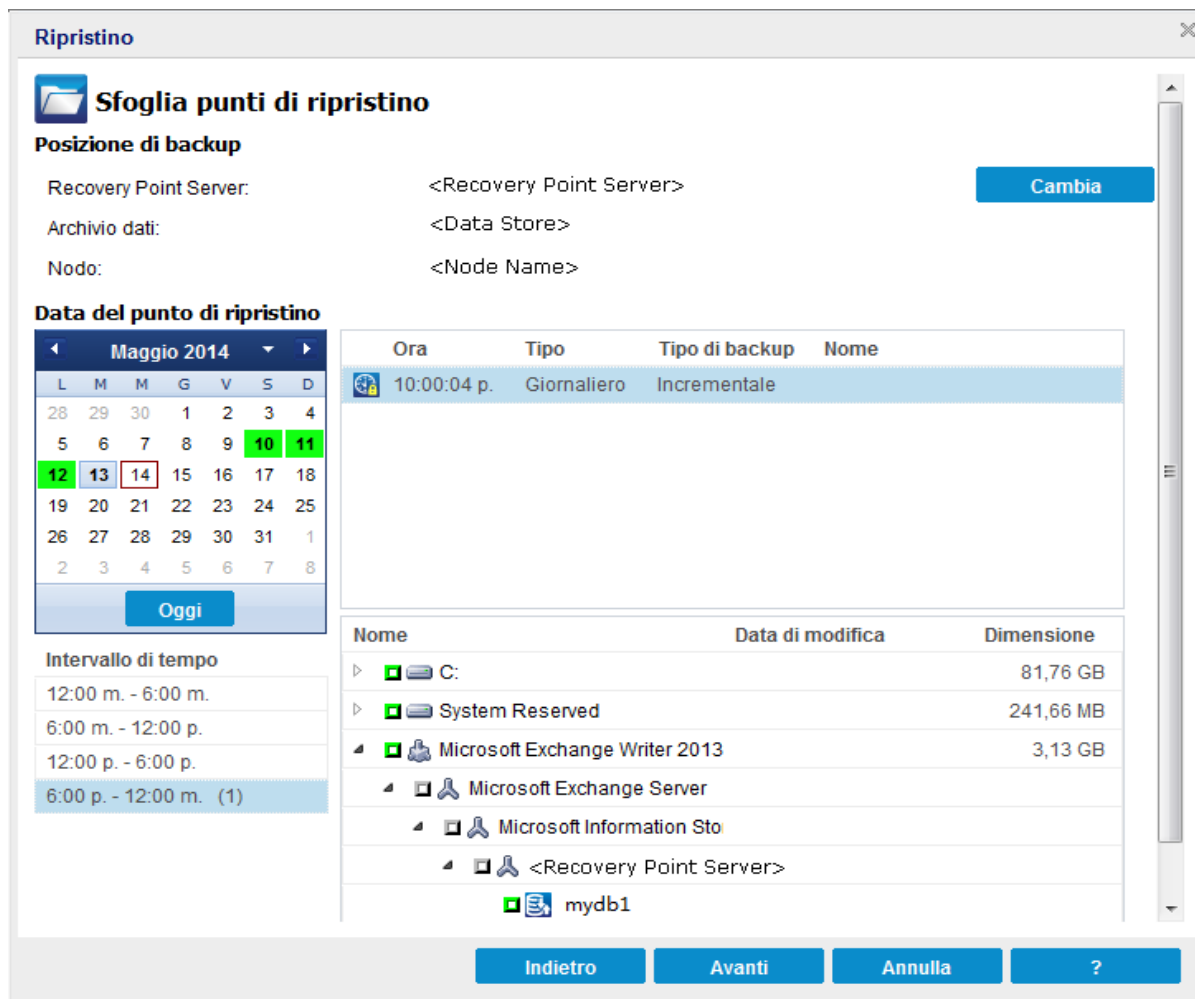 Ripristino
Sfoglia punti di ripristino
Posizione di backup
Recovery Point Server: <Recovery Point Server> Cambia
Archivio dati: <Data Store>
Nodo: <Node Name>
Data del punto di ripristino
Maggio 2014
L M M G V S D
28 29 30 1 2 3 4
5 6 7 8 9 10 11
12 13 14 15 16 17 18
19 20 21 22 23 24 25
26 27 28 29 30 31 1
2 3 4 5 6 7 8
Oggi
Intervallo di tempo
12:00 m. - 6:00 m.
6:00 m. - 12:00 p.
12:00 p. - 6:00 p.
6:00 p. - 12:00 m. (1)
Ora Tipo Tipo di backup Nome
10:00:04 p. Giornaliero Incrementale
Nome Data di modifica Dimensione
C: 81,76 GB
System Reserved 241,66 MB
Microsoft Exchange Writer 2013 3,13 GB
Microsoft Exchange Server
Microsoft Information Sto
<Recovery Point Server>
mydb1
Indietro Avanti Annulla ?